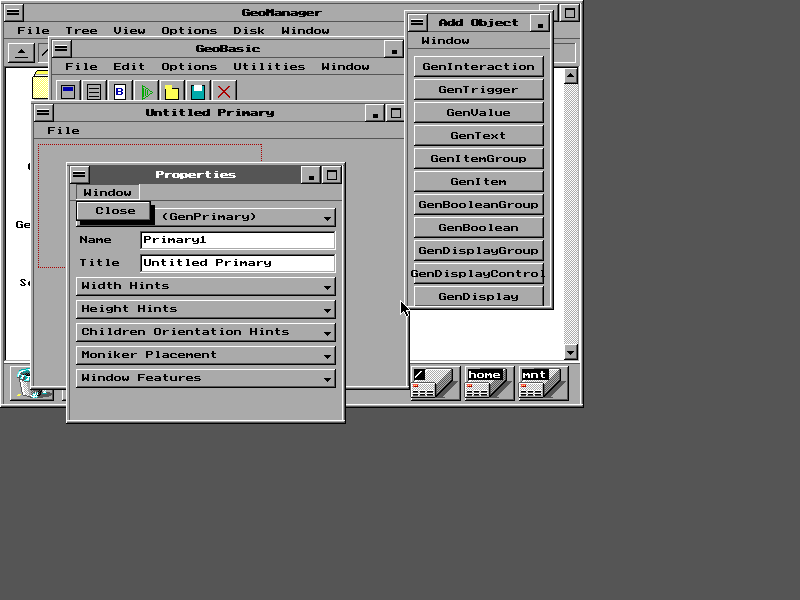 GeoManager
File Tree View Options Disk Window
GeoBasic
File Edit Options Utilities Window
B
Untitled Primary
File
Properties
Window
Close
(GenPrimary)
Name Primary1
Title Untitled Primary
Width Hints
Height Hints
Children Orientation Hints
Moniker Placement
Window Features
Add Object
Window
GenInteraction
GenTrigger
GenValue
GenText
GenItemGroup
GenItem
GenBooleanGroup
GenBoolean
GenDisplayGroup
GenDisplayControl
GenDisplay
/ home mnt